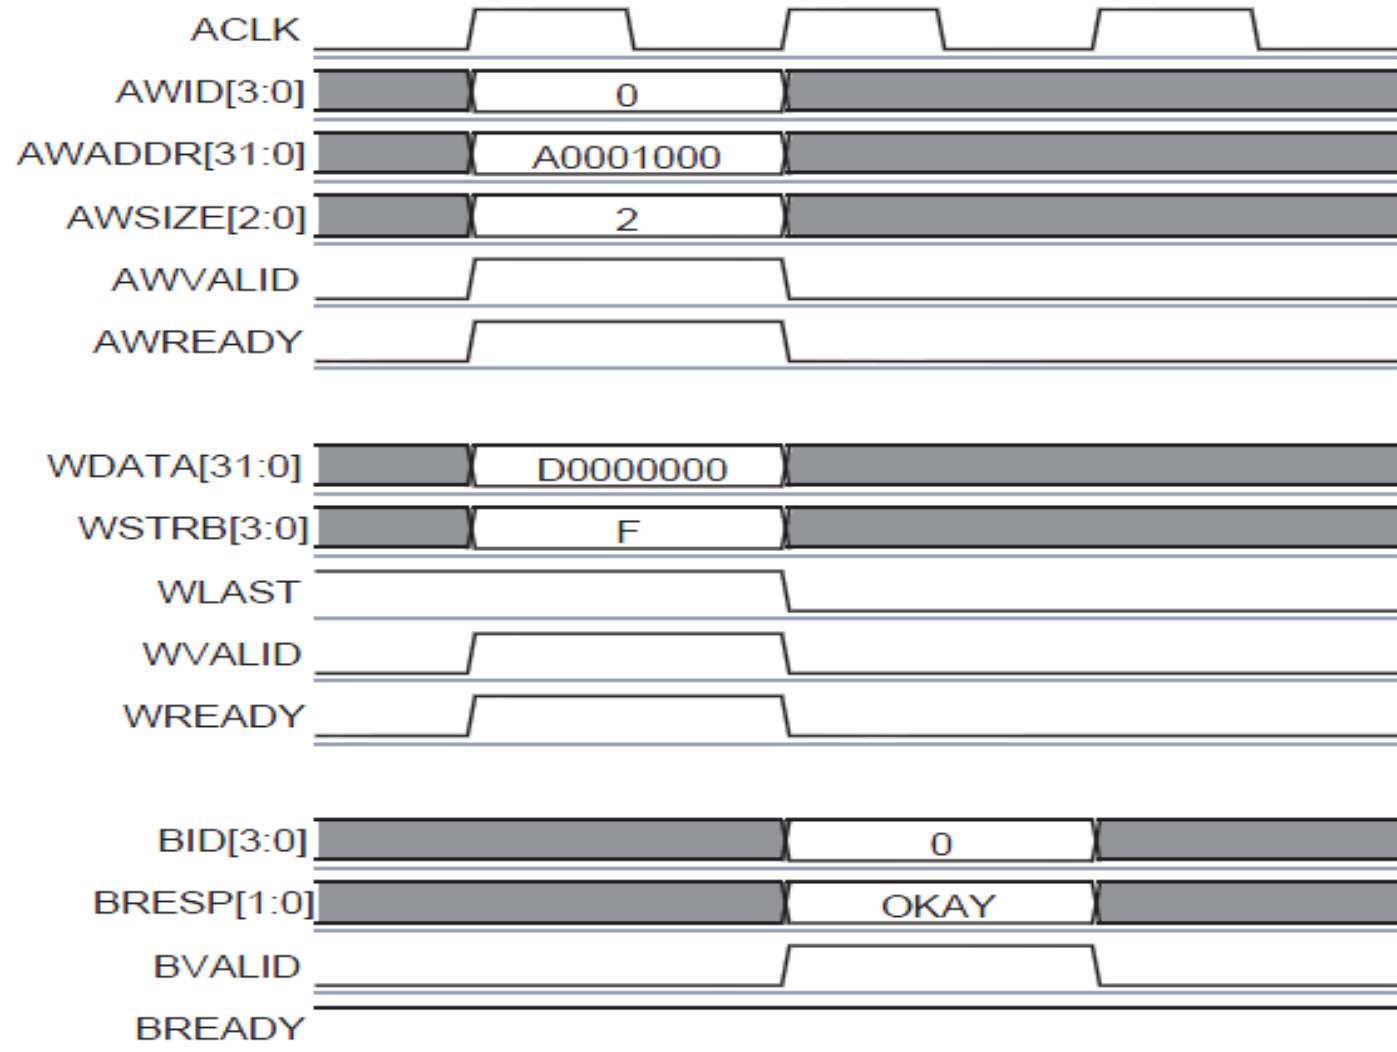 ACLK
AWID[3:0] 0
AWADDR[31:0] A0001000
AWSIZE[2:0] 2
AWVALID
AWREADY
WDATA[31:0] D0000000
WSTRB[3:0] F
WLAST
WVALID
WREADY
BID[3:0] 0
BRESP[1:0] OKAY
BVALID
BREADY